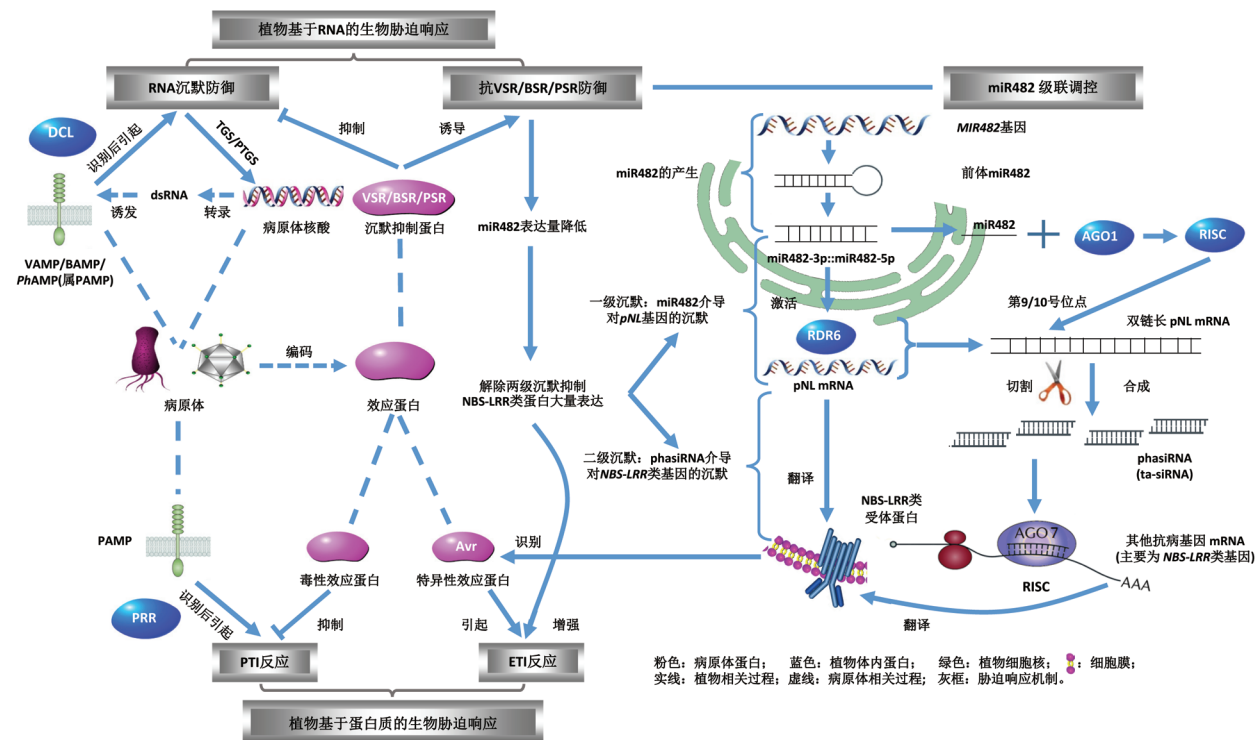 植物基于RNA的生物胁迫响应
RNA沉默防御
抗VSR/BSR/PSR防御
miR482 级联调控
DCL
识别后引起
TGS/PTGS
抑制
诱导
dsRNA
诱发
转录
病原体核酸
VSR/BSR/PSR
沉默抑制蛋白
VAMP/BAMP/
PhAMP(属PAMP)
miR482表达量降低
病原体
编码
效应蛋白
解除两级沉默抑制
NBS-LRR类蛋白大量表达
PAMP
PRR
识别后引起
毒性效应蛋白
抑制
Avr
特异性效应蛋白
识别
引起
增强
PTI反应
ETI反应
植物基于蛋白质的生物胁迫响应
miR482的产生
MIR482基因
前体miR482
miR482-3p::miR482-5p
miR482
AGO1
RISC
一级沉默：miR482介导
对pNL基因的沉默
激活
RDR6
pNL mRNA
第9/10号位点
双链长 pNL mRNA
切割
合成
phasiRNA
(ta-siRNA)
二级沉默：phasiRNA介导
对NBS-LRR类基因的沉默
翻译
NBS-LRR类
受体蛋白
AGO 7
RISC
其他抗病基因 mRNA
(主要为 NBS-LRR类基因)
AAA
翻译
粉色：病原体蛋白； 蓝色：植物体内蛋白； 绿色：植物细胞核； ：细胞膜；
实线：植物相关过程；虚线：病原体相关过程； 灰框：胁迫响应机制。